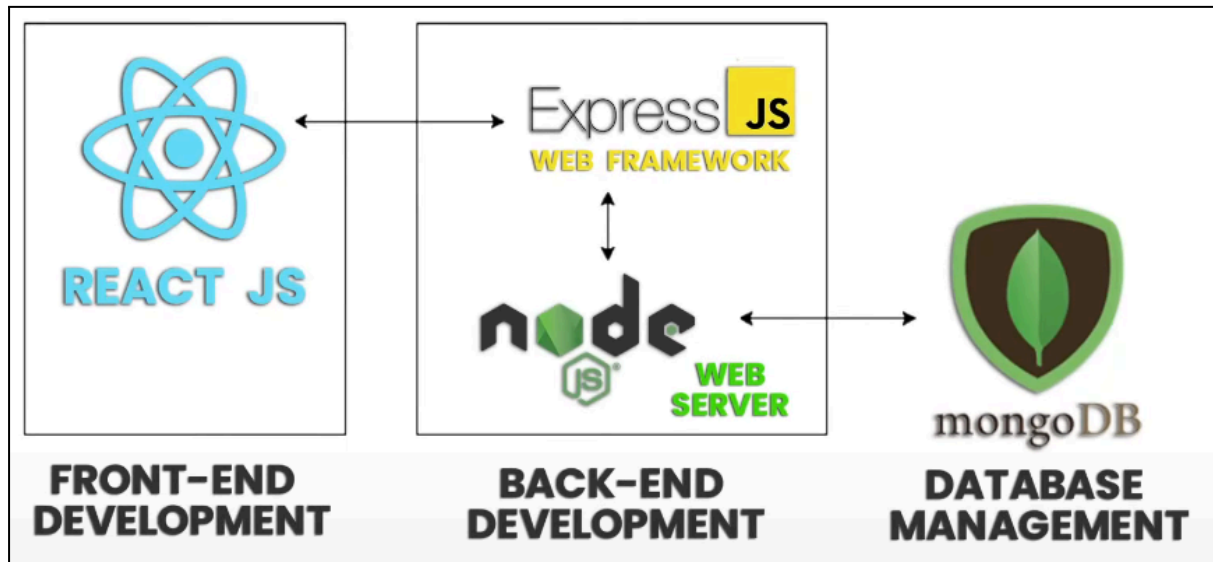 REACT JS
FRONT-END
DEVELOPMENT
Express JS
WEB FRAMEWORK
node
JS
WEB
SERVER
BACK-END
DEVELOPMENT
mongoDB
DATABASE
MANAGEMENT